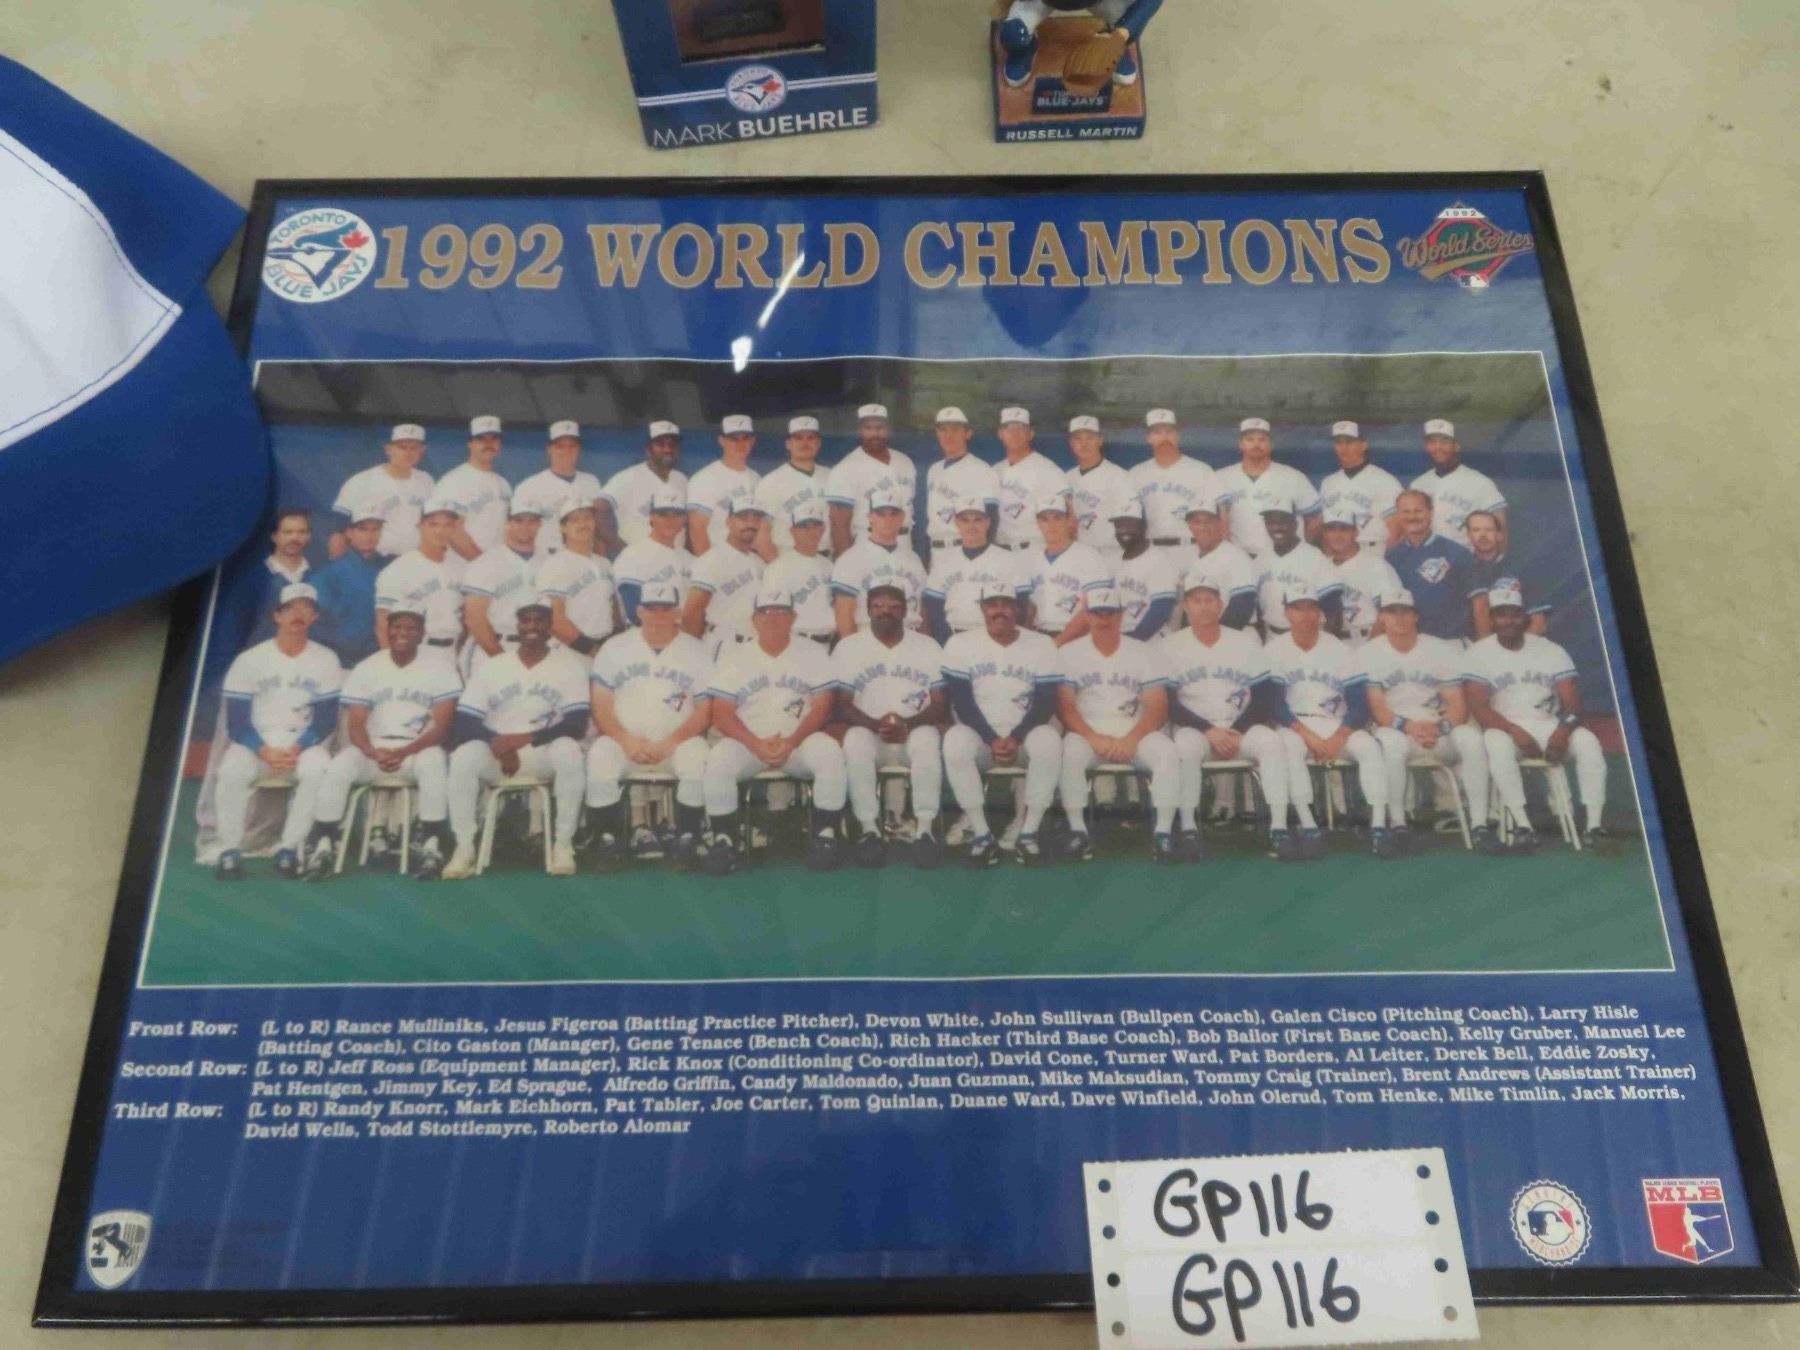 MARK BUEHRLE
BLUE JAYS
RUSSELL MARTIN
TORONTO
BLUE JAYS
1992 WORLD CHAMPIONS
1992
World Series
Front Row: (L to R) Rance Mulliniks, Jesus Figeroa (Batting Practice Pitcher), Devon White, John Sullivan (Bullpen Coach), Galen Cisco (Pitching Coach), Larry Hisle
(Batting Coach), Cito Gaston (Manager), Gene Tenace (Bench Coach), Rich Hacker (Third Base Coach), Bob Bailor (First Base Coach), Kelly Gruber, Manuel Lee
Second Row: (L to R) Jeff Ross (Equipment Manager), Rick Knox (Conditioning Co-ordinator), David Cone, Turner Ward, Pat Borders, Al Leiter, Derek Bell, Eddie Zosky,
Pat Hentgen, Jimmy Key, Ed Sprague, Alfredo Griffin, Candy Maldonado, Juan Guzman, Mike Maksudian, Tommy Craig (Trainer), Brent Andrews (Assistant Trainer)
Third Row: (L to R) Randy Knorr, Mark Eichhorn, Pat Tabler, Joe Carter, Tom Quinlan, Duane Ward, Dave Winfield, John Olerud, Tom Henke, Mike Timlin, Jack Morris,
David Wells, Todd Stottlemyre, Roberto Alomar
GP116
GP116
MLB